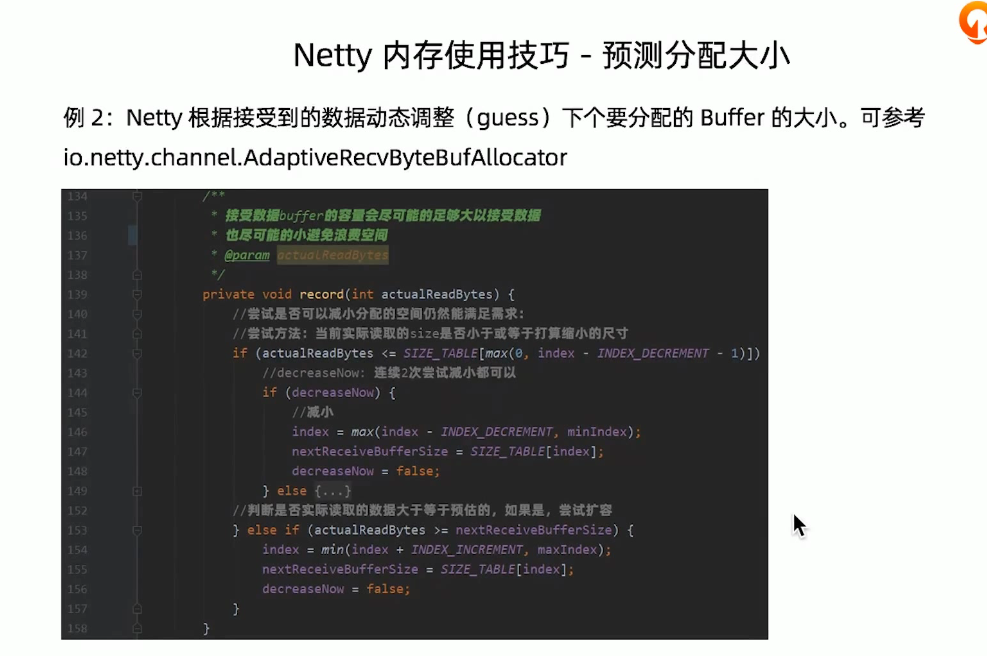 Netty 内存使用技巧 - 预测分配大小
例 2：Netty 根据接受到的数据动态调整（guess）下个要分配的 Buffer 的大小。可参考
io.netty.channel.AdaptiveRecvByteBufAllocator
134 /**
135 * 接受数据buffer的容量会尽可能的足够大以接受数据
136 * 也尽可能的小避免浪费空间
137 * @param actualReadBytes
138 */
139 private void record(int actualReadBytes) {
140 //尝试是否可以减小分配的空间仍然能满足需求：
141 //尝试方法：当前实际读取的size是否小于或等于打算缩小的尺寸
142 if (actualReadBytes <= SIZE_TABLE[max(0, index - INDEX_DECREMENT - 1)])
143 //decreaseNow: 连续2次尝试减小都可以
144 if (decreaseNow) {
145 //减小
146 index = max(index - INDEX_DECREMENT, minIndex);
147 nextReceiveBufferSize = SIZE_TABLE[index];
148 decreaseNow = false;
149 } else {...}
152 //判断是否实际读取的数据大于等于预估的，如果是，尝试扩容
153 } else if (actualReadBytes >= nextReceiveBufferSize) {
154 index = min(index + INDEX_INCREMENT, maxIndex);
155 nextReceiveBufferSize = SIZE_TABLE[index];
156 decreaseNow = false;
157 }
158 }